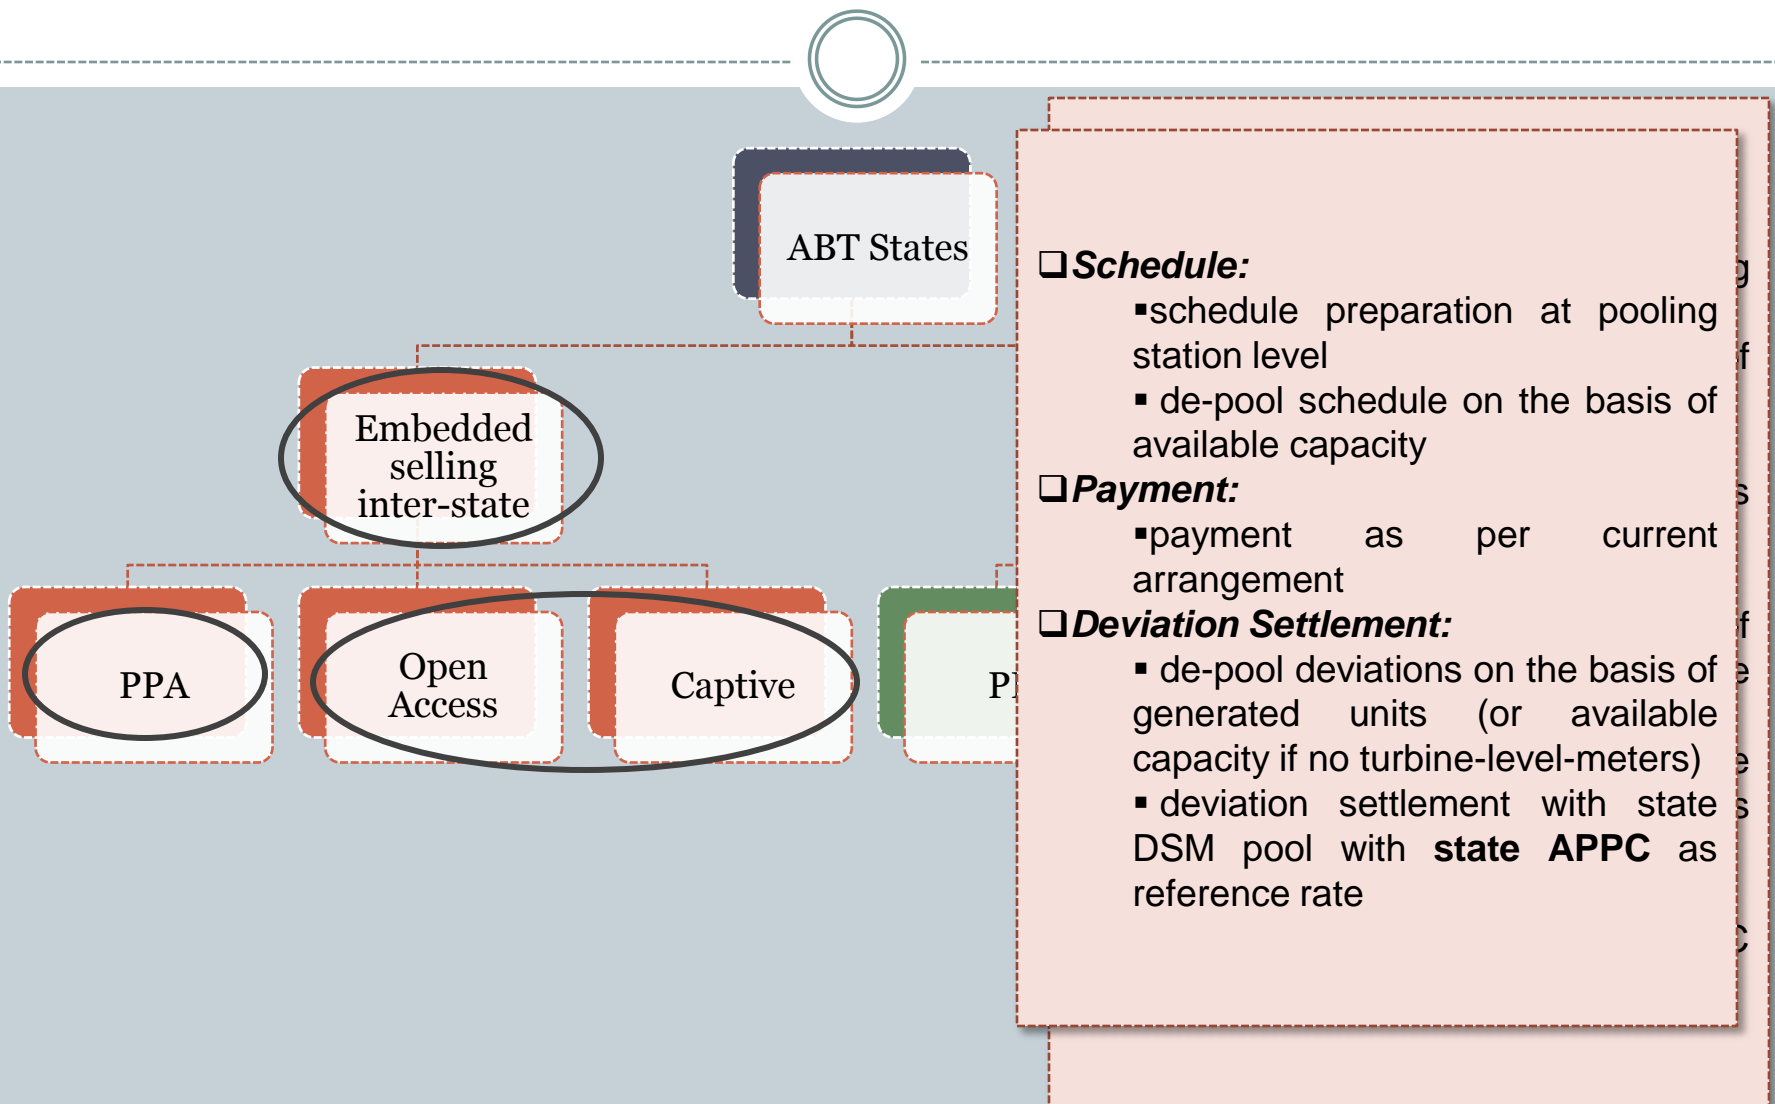 ABT States
Embedded
selling
inter-state
PPA
Open
Access
Captive
❑Schedule:
▪schedule preparation at pooling
station level
▪ de-pool schedule on the basis of
available capacity
❑Payment:
▪payment as per current
arrangement
❑Deviation Settlement:
▪ de-pool deviations on the basis of
generated units (or available
capacity if no turbine-level-meters)
▪ deviation settlement with state
DSM pool with state APPC as
reference rate